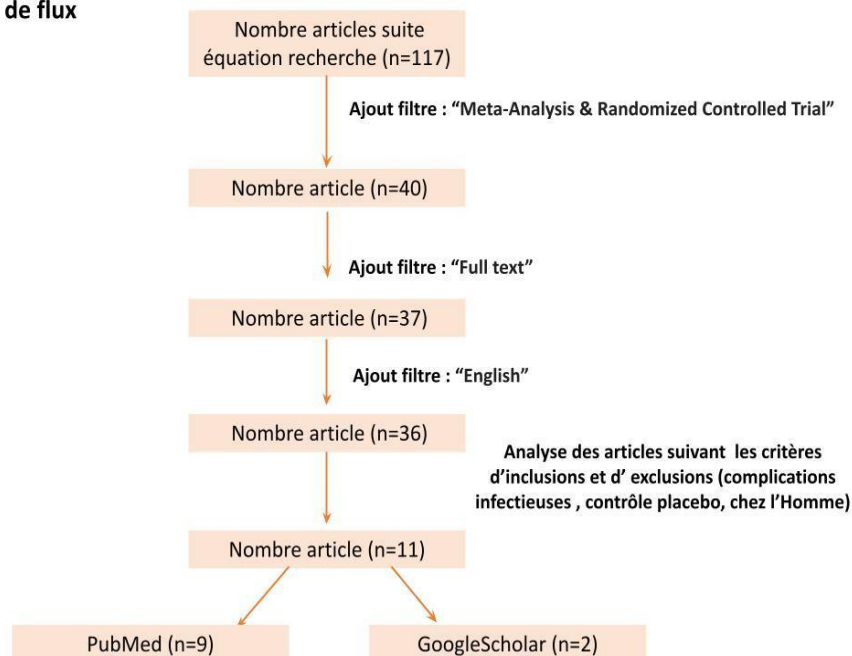 de flux
Nombre articles suite
équation recherche (n=117)
Ajout filtre : “Meta-Analysis & Randomized Controlled Trial”
Nombre article (n=40)
Ajout filtre : “Full text”
Nombre article (n=37)
Ajout filtre : “English”
Nombre article (n=36)
Analyse des articles suivant les critères
d’inclusions et d’ exclusions (complications
infectieuses , contrôle placebo, chez l’Homme)
Nombre article (n=11)
PubMed (n=9)
GoogleScholar (n=2)